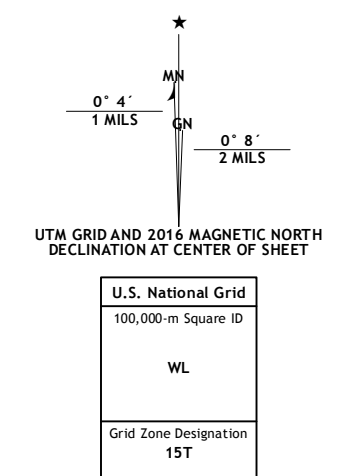 MN
0° 4´
1 MILS
GN
0° 8´
2 MILS
UTM GRID AND 2016 MAGNETIC NORTH
DECLINATION AT CENTER OF SHEET
U.S. National Grid
100,000-m Square ID
WL
Grid Zone Designation
15T